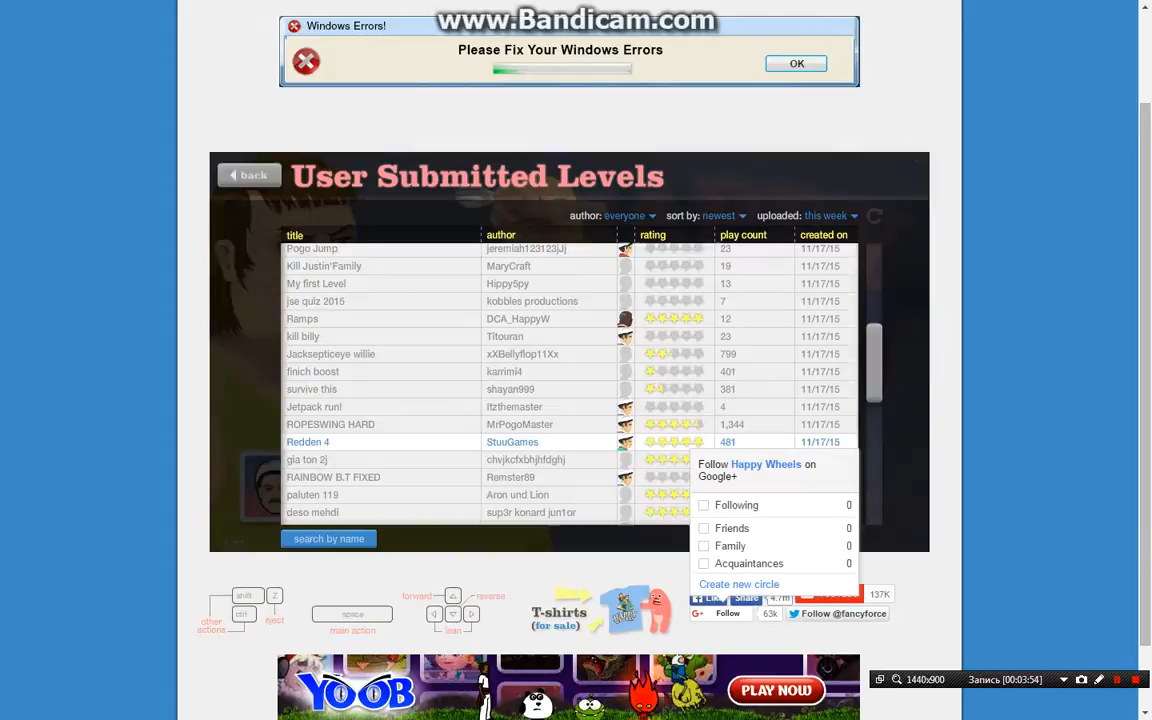 www.Bandicam.com
Windows Errors!
Please Fix Your Windows Errors
OK
back
User Submitted Levels
author: everyone sort by: newest uploaded: this week
title author rating play count created on
Pogo Jump jeremiah123123jJj 23 11/17/15
Kill Justin'Family MaryCraft 19 11/17/15
My first Level Hippy5py 13 11/17/15
jse quiz 2015 kobbles productions 7 11/17/15
Ramps DCA_HappyW 12 11/17/15
kill billy Titouran 23 11/17/15
Jacksepticeye willie xXBellyflop11Xx 799 11/17/15
finich boost karrimi4 401 11/17/15
survive this shayan999 381 11/17/15
Jetpack run! Itzthemaster 4 11/17/15
ROPESWING HARD MrPogoMaster 1,344 11/17/15
Redden 4 StuuGames 481 11/17/15
gia ton 2j chvjkcfxbhjhfdghj
RAINBOW B.T FIXED Remster89
paluten 119 Aron und Lion
deso mehdi sup3r konard jun1or
Follow Happy Wheels on
Google+
Following 0
Friends 0
Family 0
Acquaintances 0
Create new circle
search by name
shift Z
ctrl
eject
other
actions
space
main action
forward
reverse
lean
T-shirts
(for sale)
Like Share 4.7m 137K
Follow 63k Follow @fancyforce
YOOB
PLAY NOW
1440x900 Запись [00:03:54]